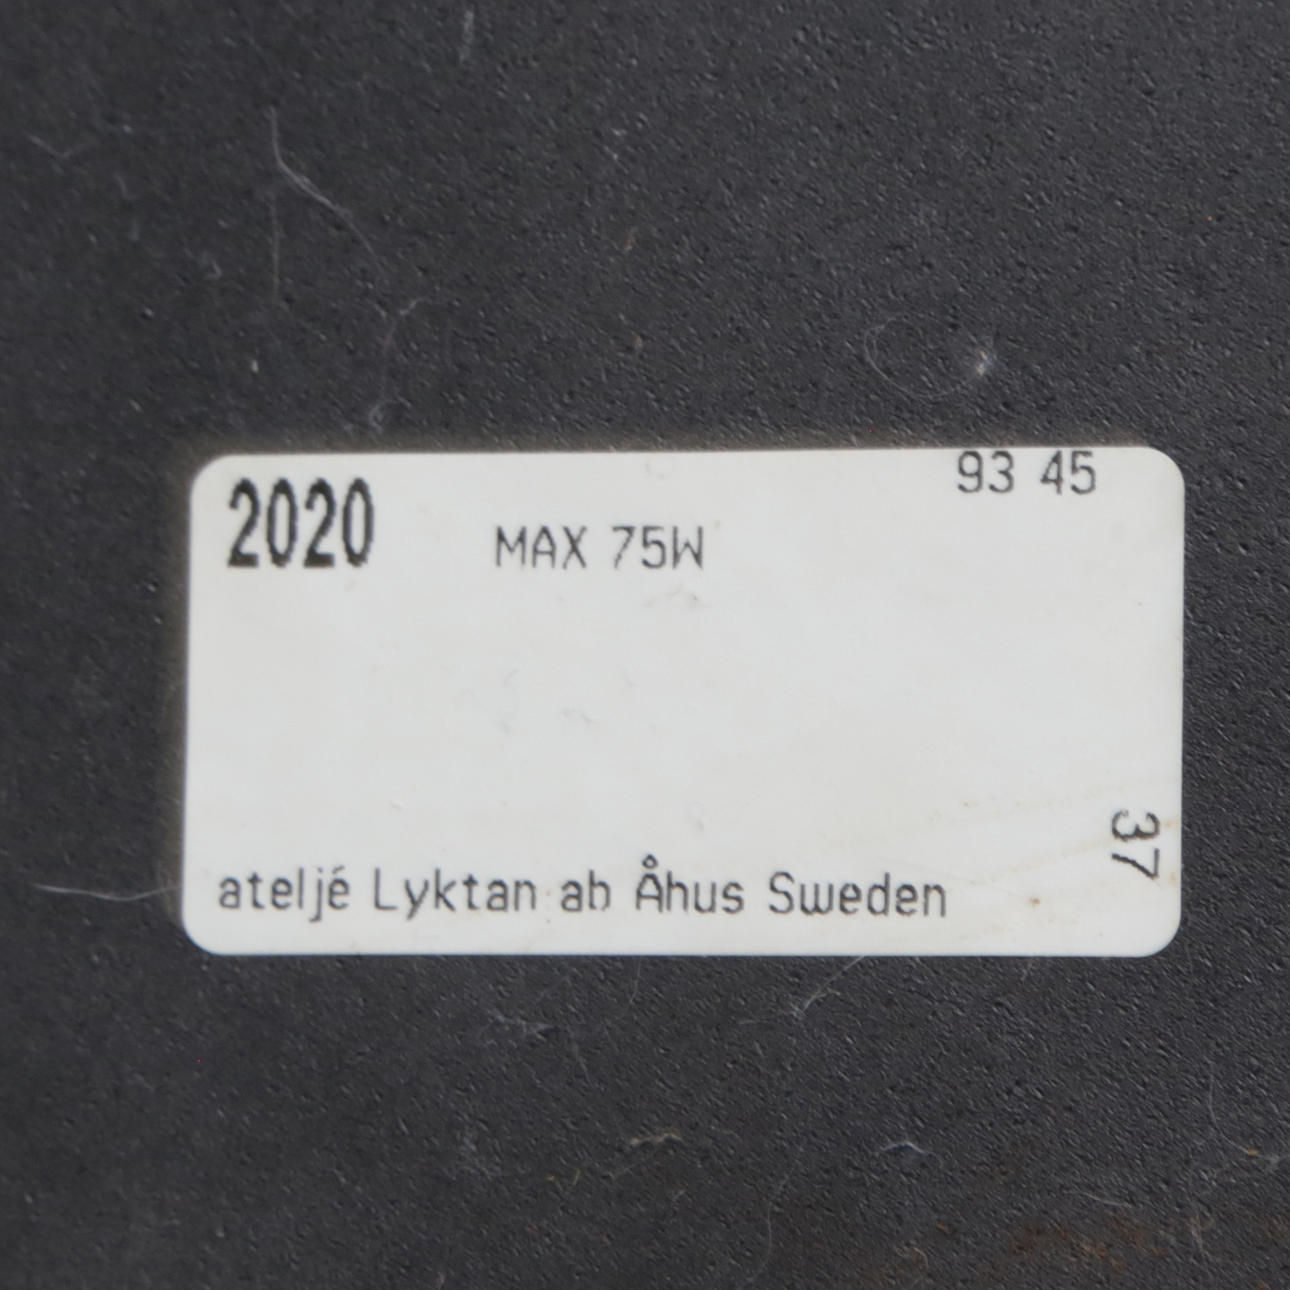 93 45
2020
MAX 75W
37
ateljé Lyktan ab Åhus Sweden